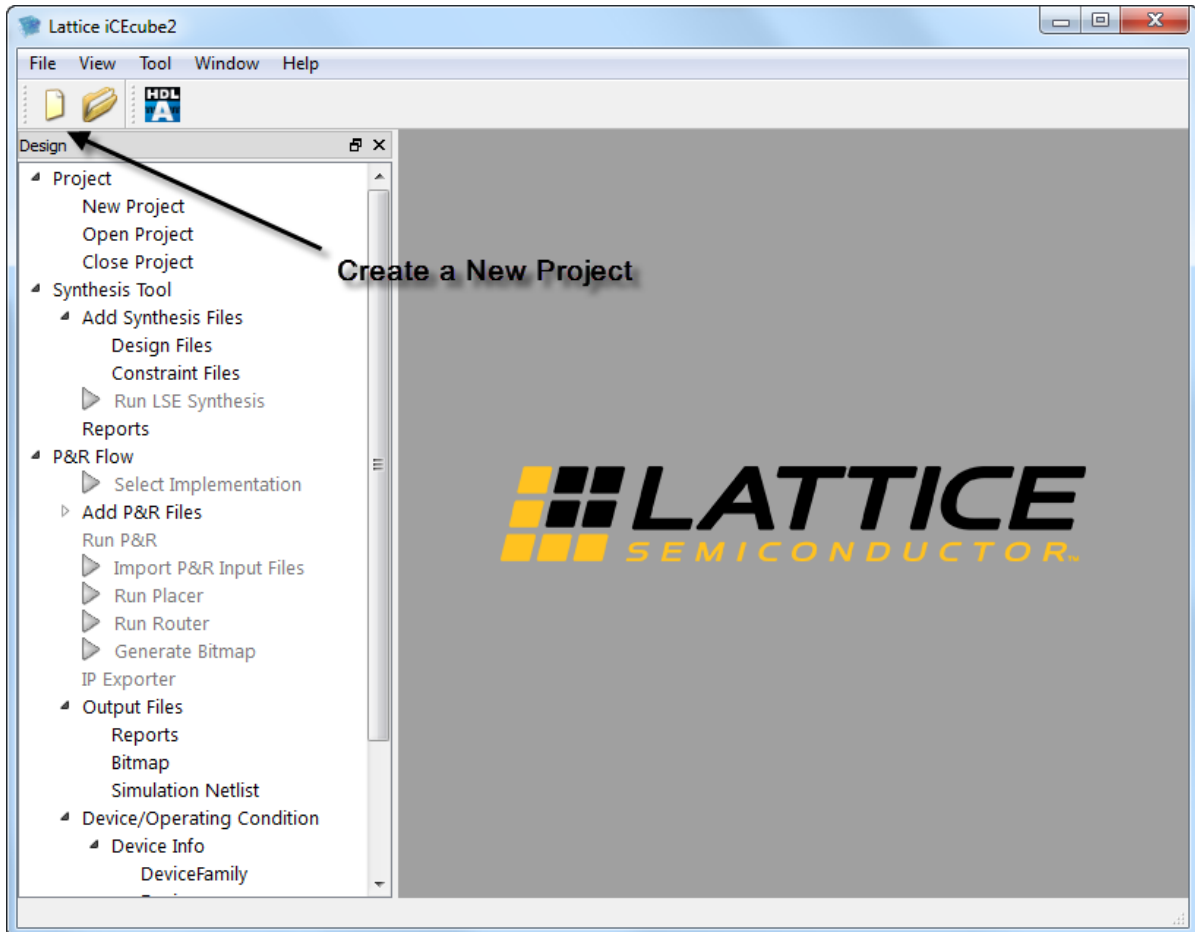 Lattice iCEcube2
File View Tool Window Help
HDL
A
Design
Project
New Project
Open Project
Close Project
Create a New Project
Synthesis Tool
Add Synthesis Files
Design Files
Constraint Files
Run LSE Synthesis
Reports
P&R Flow
Select Implementation
Add P&R Files
Run P&R
Import P&R Input Files
Run Placer
Run Router
Generate Bitmap
IP Exporter
Output Files
Reports
Bitmap
Simulation Netlist
Device/Operating Condition
Device Info
DeviceFamily
LATTICE
SEMICONDUCTOR™